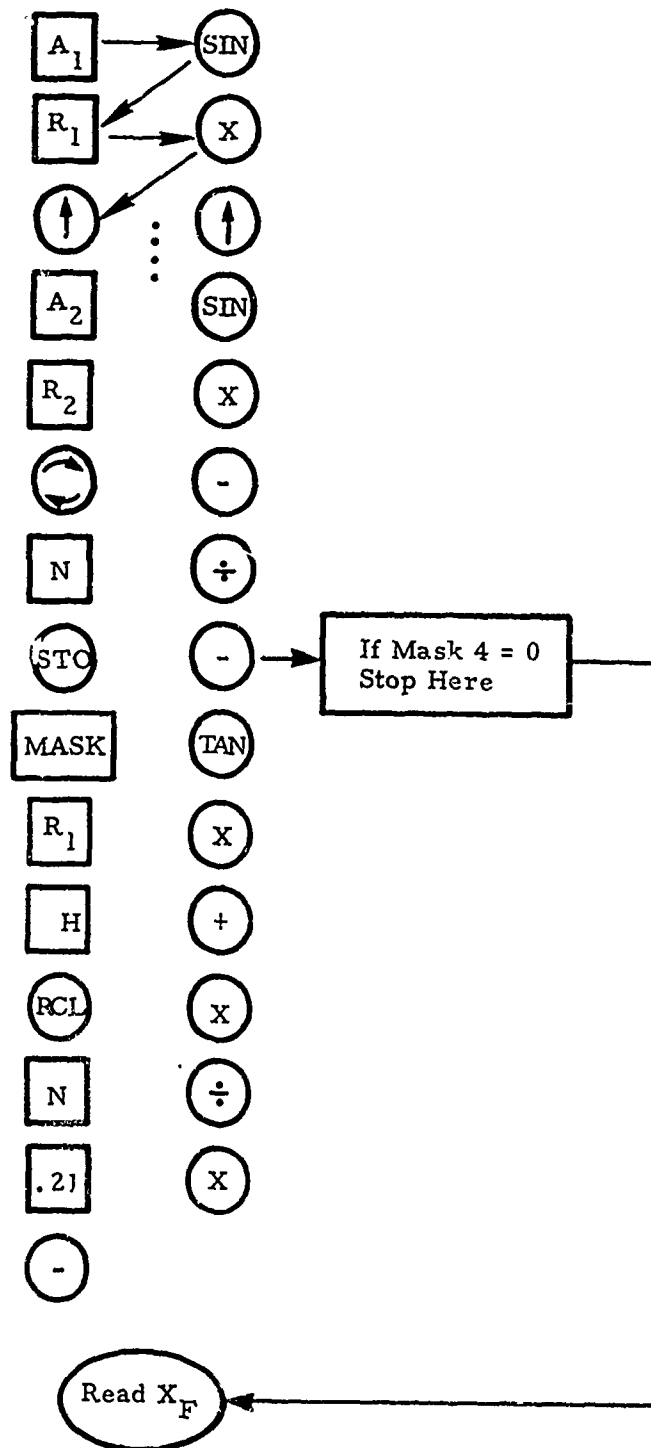 A1 SIN
R1 X
↑ ↑
A2 SIN
R2 X
-
N ÷
STO -
If Mask 4 = 0
Stop Here
MASK TAN
R1 X
H +
RCL X
N ÷
.21 X
-
Read XF